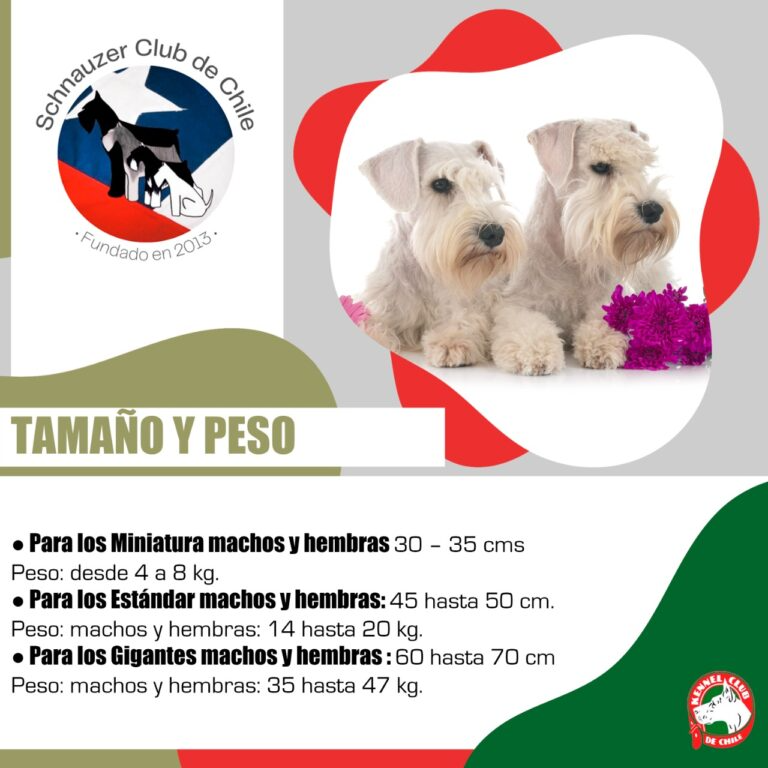 Schnauzer Club de Chile
• Fundado en 2013 •
TAMAÑO Y PESO
● Para los Miniatura machos y hembras 30 – 35 cms
Peso: desde 4 a 8 kg.
● Para los Estándar machos y hembras: 45 hasta 50 cm.
Peso: machos y hembras: 14 hasta 20 kg.
● Para los Gigantes machos y hembras : 60 hasta 70 cm
Peso: machos y hembras: 35 hasta 47 kg.
KENNEL CLUB
DE CHILE